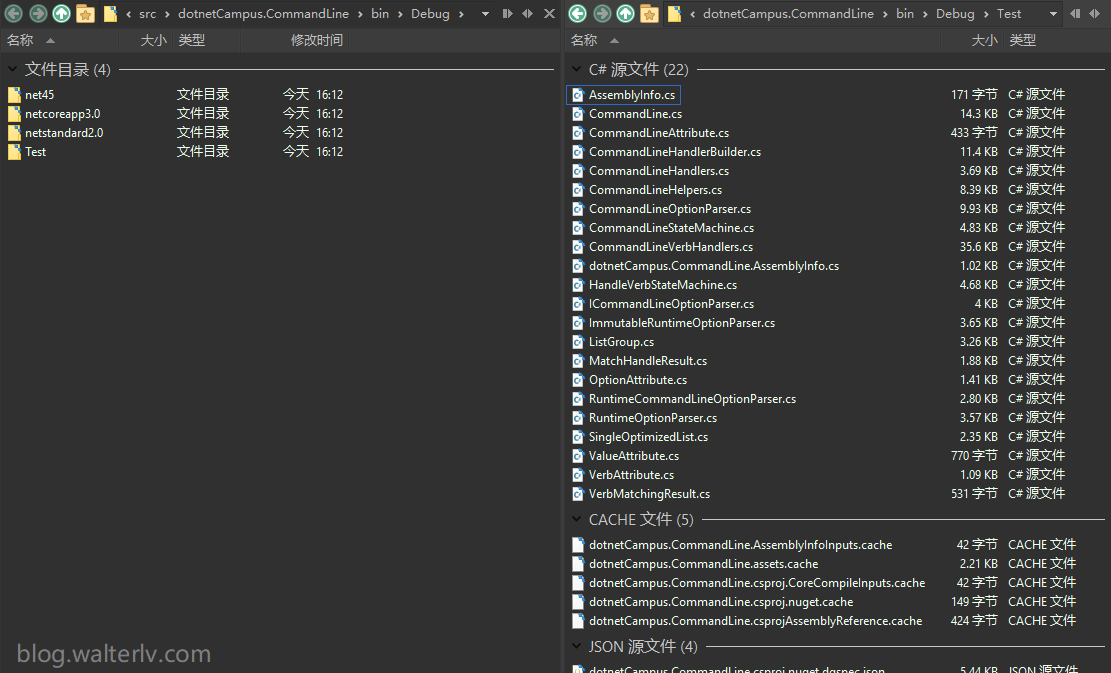 src dotnetCampus.CommandLine bin Debug
名称 大小 类型 修改时间
文件目录 (4)
net45 文件目录 今天 16:12
netcoreapp3.0 文件目录 今天 16:12
netstandard2.0 文件目录 今天 16:12
Test 文件目录 今天 16:12
blog.walterlv.com
dotnetCampus.CommandLine bin Debug Test
名称 大小 类型
C# 源文件 (22)
AssemblyInfo.cs 171 字节 C# 源文件
CommandLine.cs 14.3 KB C# 源文件
CommandLineAttribute.cs 433 字节 C# 源文件
CommandLineHandlerBuilder.cs 11.4 KB C# 源文件
CommandLineHandlers.cs 3.69 KB C# 源文件
CommandLineHelpers.cs 8.39 KB C# 源文件
CommandLineOptionParser.cs 9.93 KB C# 源文件
CommandLineStateMachine.cs 4.83 KB C# 源文件
CommandLineVerbHandlers.cs 35.6 KB C# 源文件
dotnetCampus.CommandLine.AssemblyInfo.cs 1.02 KB C# 源文件
HandleVerbStateMachine.cs 4.68 KB C# 源文件
ICommandLineOptionParser.cs 4 KB C# 源文件
ImmutableRuntimeOptionParser.cs 3.65 KB C# 源文件
ListGroup.cs 3.26 KB C# 源文件
MatchHandleResult.cs 1.88 KB C# 源文件
OptionAttribute.cs 1.41 KB C# 源文件
RuntimeCommandLineOptionParser.cs 2.80 KB C# 源文件
RuntimeOptionParser.cs 3.57 KB C# 源文件
SingleOptimizedList.cs 2.35 KB C# 源文件
ValueAttribute.cs 770 字节 C# 源文件
VerbAttribute.cs 1.09 KB C# 源文件
VerbMatchingResult.cs 531 字节 C# 源文件
CACHE 文件 (5)
dotnetCampus.CommandLine.AssemblyInfoInputs.cache 42 字节 CACHE 文件
dotnetCampus.CommandLine.assets.cache 2.21 KB CACHE 文件
dotnetCampus.CommandLine.csproj.CoreCompileInputs.cache 42 字节 CACHE 文件
dotnetCampus.CommandLine.csproj.nuget.cache 149 字节 CACHE 文件
dotnetCampus.CommandLine.csprojAssemblyReference.cache 424 字节 CACHE 文件
JSON 源文件 (4)
dotnetCampus.CommandLine.csproj.nuget.dgspec.json 5.44 KB JSON 源文件